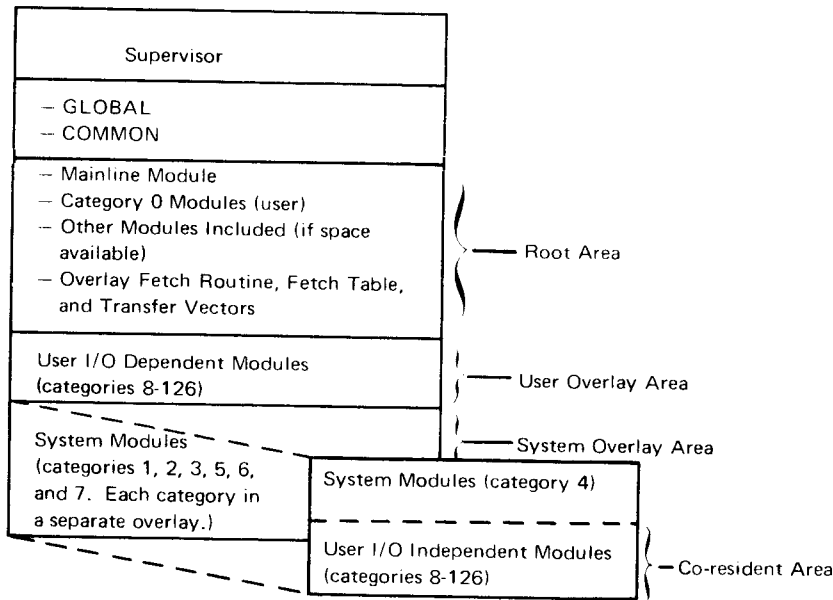 Supervisor
— GLOBAL
— COMMON
— Mainline Module
— Category 0 Modules (user)
— Other Modules Included (if space
available)
— Overlay Fetch Routine, Fetch Table,
and Transfer Vectors
Root Area
User I/O Dependent Modules
(categories 8-126)
User Overlay Area
System Overlay Area
System Modules
(categories 1, 2, 3, 5, 6,
and 7. Each category in
a separate overlay.)
System Modules (category 4)
User I/O Independent Modules
(categories 8-126)
Co-resident Area